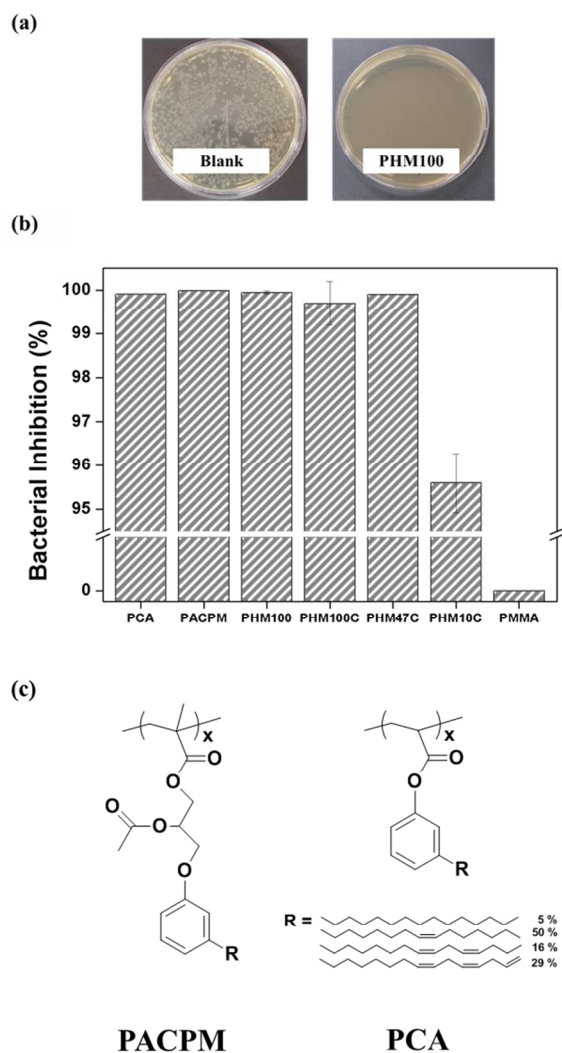 (a)
Blank
PHM100
(b)
Bacterial Inhibition (%)
100
99
98
97
96
95
0
PCA PACPM PHM100 PHM100C PHM47C PHM10C PMMA
(c)
x
O
O
O
O
O
R
x
O
O
R
R =
5 %
50 %
16 %
29 %
PACPM
PCA